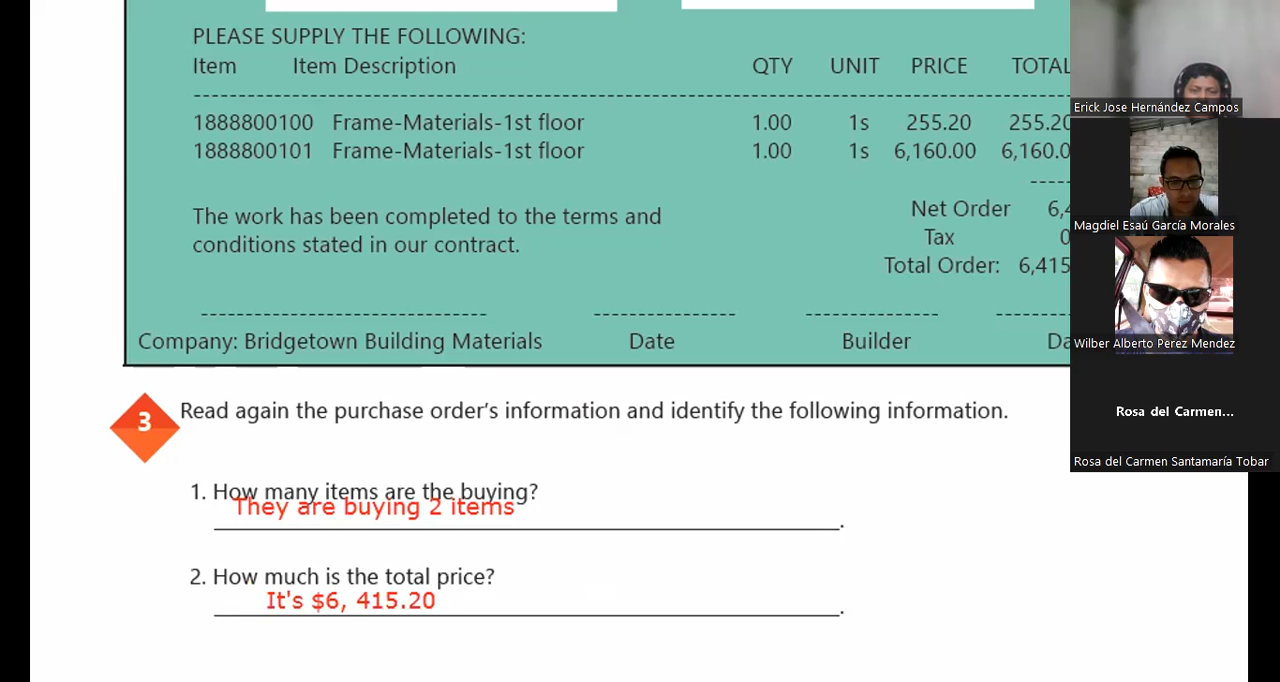 PLEASE SUPPLY THE FOLLOWING:
Item Item Description QTY UNIT PRICE TOTAL
1888800100 Frame-Materials-1st floor 1.00 1s 255.20 255.20
1888800101 Frame-Materials-1st floor 1.00 1s 6,160.00 6,160.0
The work has been completed to the terms and
conditions stated in our contract.
Net Order 6,4
Tax 0
Total Order: 6,415
Company: Bridgetown Building Materials Date Builder Da
3 Read again the purchase order's information and identify the following information.
1. How many items are the buying?
They are buying 2 items
2. How much is the total price?
It's $6, 415.20
Erick Jose Hernández Campos
Magdiel Esaú García Morales
Wilber Alberto Perez Mendez
Rosa del Carmen...
Rosa del Carmen Santamaría Tobar